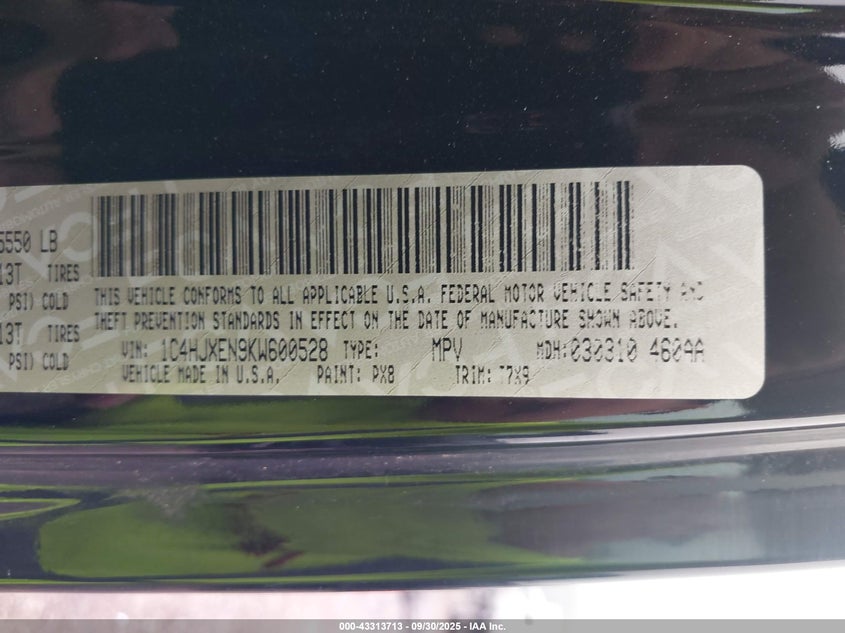 5550 LB
13T TIRES
PSI) COLD
13T TIRES
PSI) COLD
THIS VEHICLE CONFORMS TO ALL APPLICABLE U.S.A. FEDERAL MOTOR VEHICLE SAFETY AND
THEFT PREVENTION STANDARDS IN EFFECT ON THE DATE OF MANUFACTURE SHOWN ABOVE.
VIN: 1C4HJXEN9KW600528 TYPE: MPV MDH: 030310 460AA
VEHICLE MADE IN U.S.A. PAINT: PX8 TRIM: T7X9
000-43313713 - 09/30/2025 - IAA Inc.